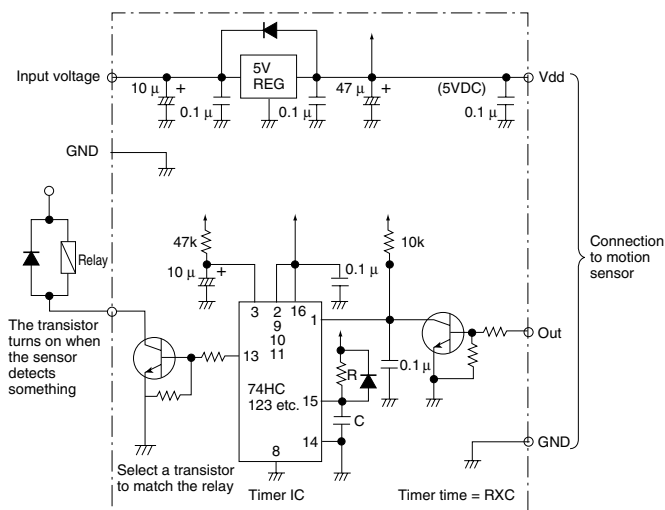 Input voltage
10 μ
+
0.1 μ
5V
REG
0.1 μ
47 μ
+
(5VDC)
0.1 μ
Vdd
GND
Relay
47k
10 μ
+
0.1 μ
10k
Connection
to motion
sensor
3
2
16
9
10
11
1
13
74HC
123 etc.
15
14
8
R
C
0.1 μ
Out
GND
The transistor
turns on when
the sensor
detects
something
Select a transistor
to match the relay
Timer IC
Timer time = RXC